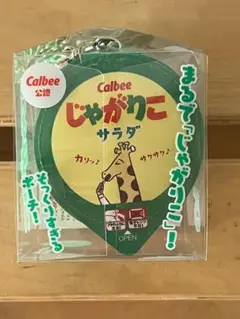 Calbee
公認
Calbee
じゃがりこ
サラダ
カリッ♪
サクサク♪
まるで「じゃがりこ」!
そっくりすぎる
ポーチ!
OPEN